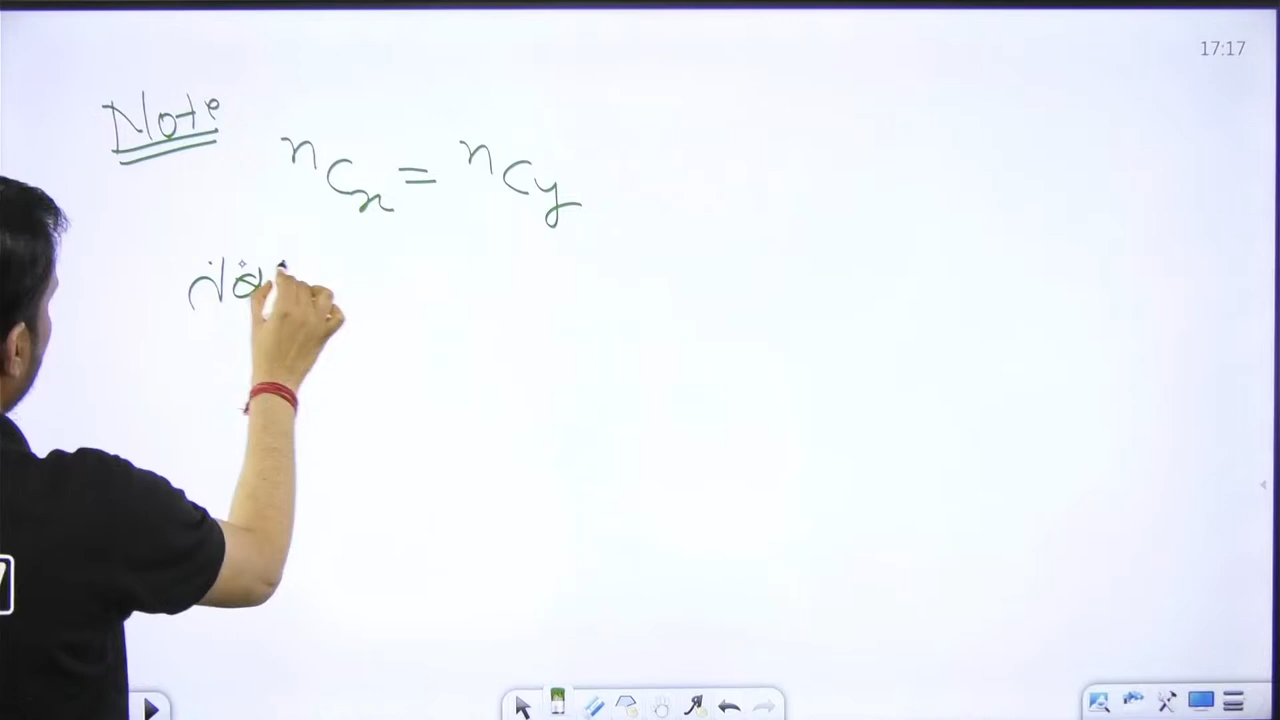 17:17
Note
ⁿCₓ = ⁿCᵧ